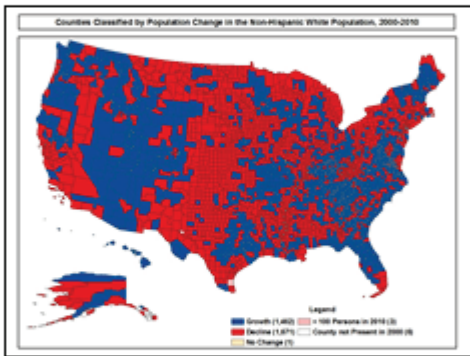 Counties Classified by Population Change in the Non-Hispanic White Population, 2000-2010
Legend
Growth (1,462)
Decline (1,671)
No Change (1)
< 100 Persons in 2010 (3)
County not Present in 2000 (6)